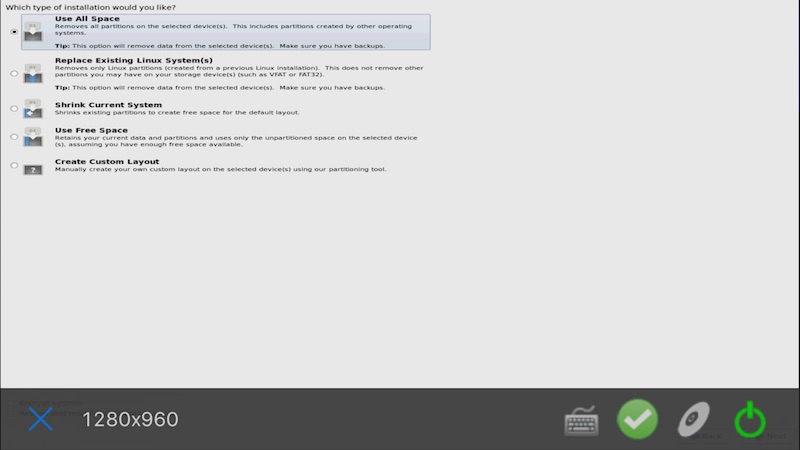 Which type of installation would you like?
Use All Space
Removes all partitions on the selected device(s).  This includes partitions created by other operating
systems.
Tip: This option will remove data from the selected device(s).  Make sure you have backups.
Replace Existing Linux System(s)
Removes only Linux partitions (created from a previous Linux installation).  This does not remove other
partitions you may have on your storage device(s) (such as VFAT or FAT32).
Tip: This option will remove data from the selected device(s).  Make sure you have backups.
Shrink Current System
Shrinks existing partitions to create free space for the default layout.
Use Free Space
Retains your current data and partitions and uses only the unpartitioned space on the selected device
(s), assuming you have enough free space available.
Create Custom Layout
Manually create your own custom layout on the selected device(s) using our partitioning tool.
1280x960